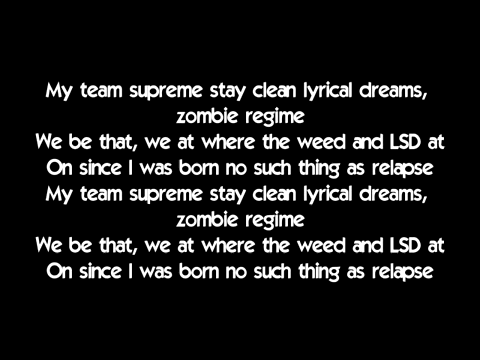 My team supreme stay clean lyrical dreams,
zombie regime
We be that, we at where the weed and LSD at
On since I was born no such thing as relapse
My team supreme stay clean lyrical dreams,
zombie regime
We be that, we at where the weed and LSD at
On since I was born no such thing as relapse